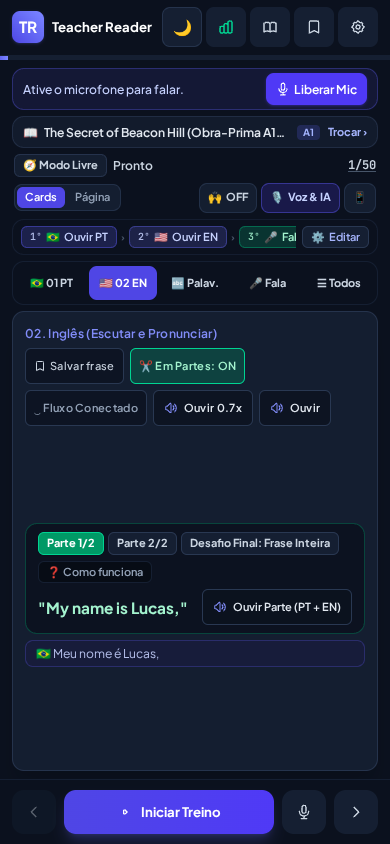 TR Teacher Reader
Ative o microfone para falar. Liberar Mic
The Secret of Beacon Hill (Obra-Prima A1... A1 Trocar ›
Modo Livre Pronto 1/50
Cards Página OFF Voz & IA
1° Ouvir PT › 2° Ouvir EN › 3° Fal Editar
01 PT 02 EN Palav. Fala Todos
02. Inglês (Escutar e Pronunciar)
Salvar frase Em Partes: ON
Fluxo Conectado Ouvir 0.7x Ouvir
Parte 1/2 Parte 2/2 Desafio Final: Frase Inteira
Como funciona
"My name is Lucas," Ouvir Parte (PT + EN)
Meu nome é Lucas,
Iniciar Treino